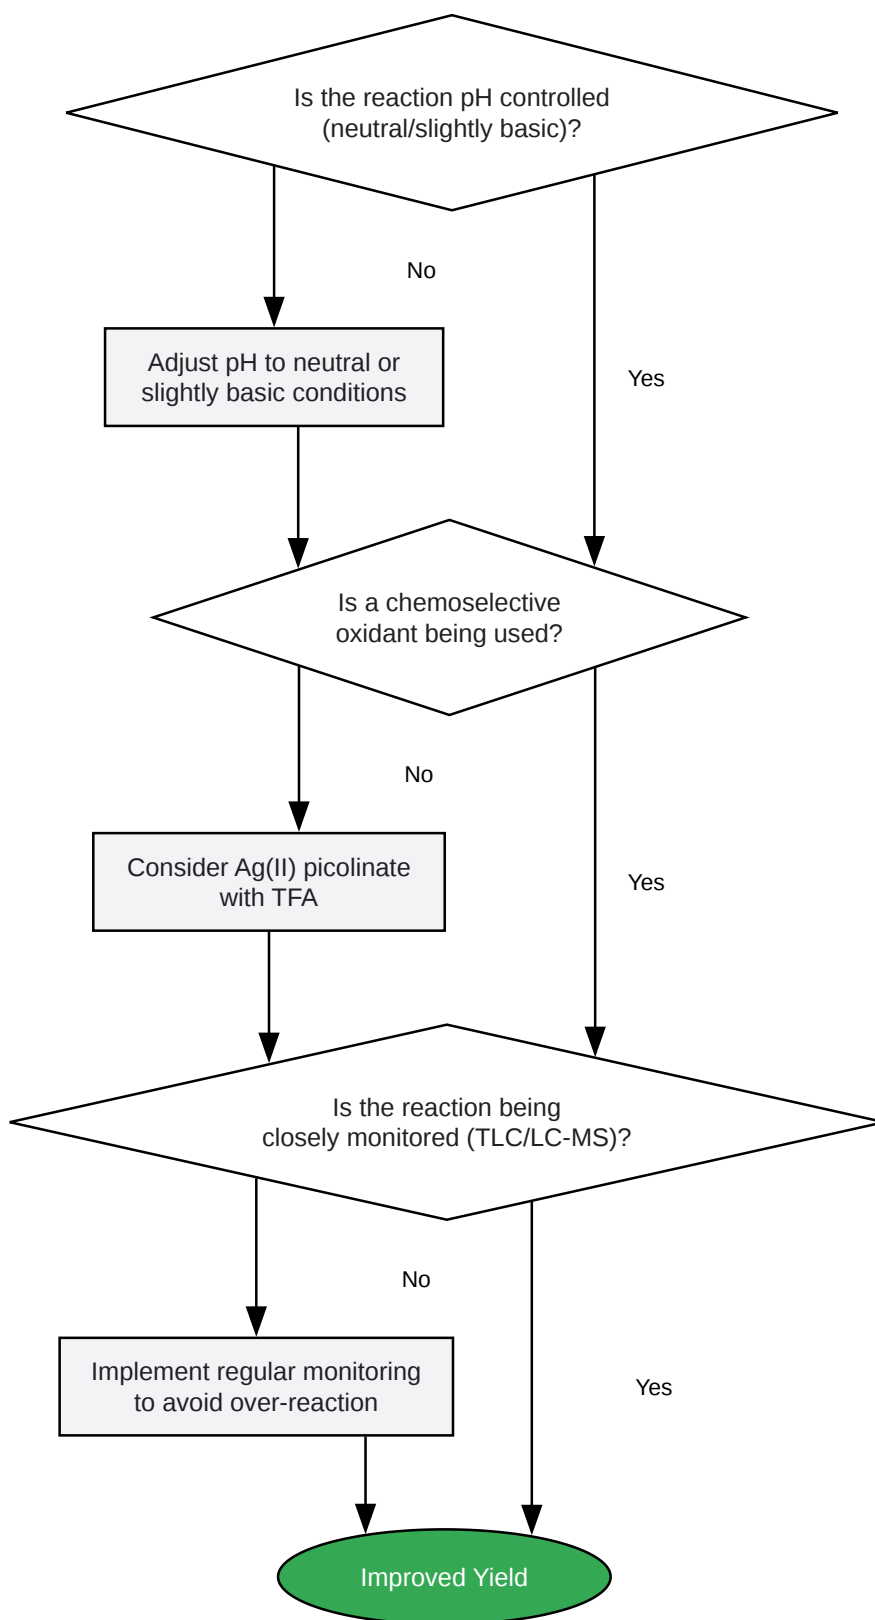 Is the reaction pH controlled
(neutral/slightly basic)?
No
Adjust pH to neutral or
slightly basic conditions
Yes
Is a chemoselective
oxidant being used?
No
Consider Ag(II) picolinate
with TFA
Yes
Is the reaction being
closely monitored (TLC/LC-MS)?
No
Implement regular monitoring
to avoid over-reaction
Yes
Improved Yield